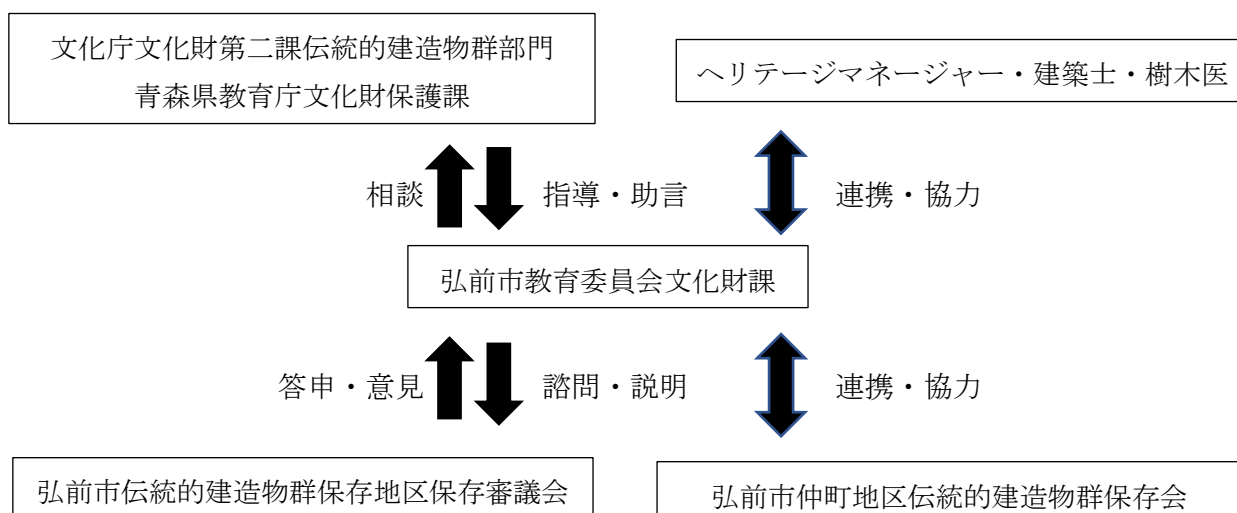 文化庁文化財第二課伝統的建造物群部門
青森県教育庁文化財保護課
ヘリテージマネージャー・建築士・樹木医
相談
指導・助言
連携・協力
弘前市教育委員会文化財課
答申・意見
諮問・説明
連携・協力
弘前市伝統的建造物群保存地区保存審議会
弘前市仲町地区伝統的建造物群保存会